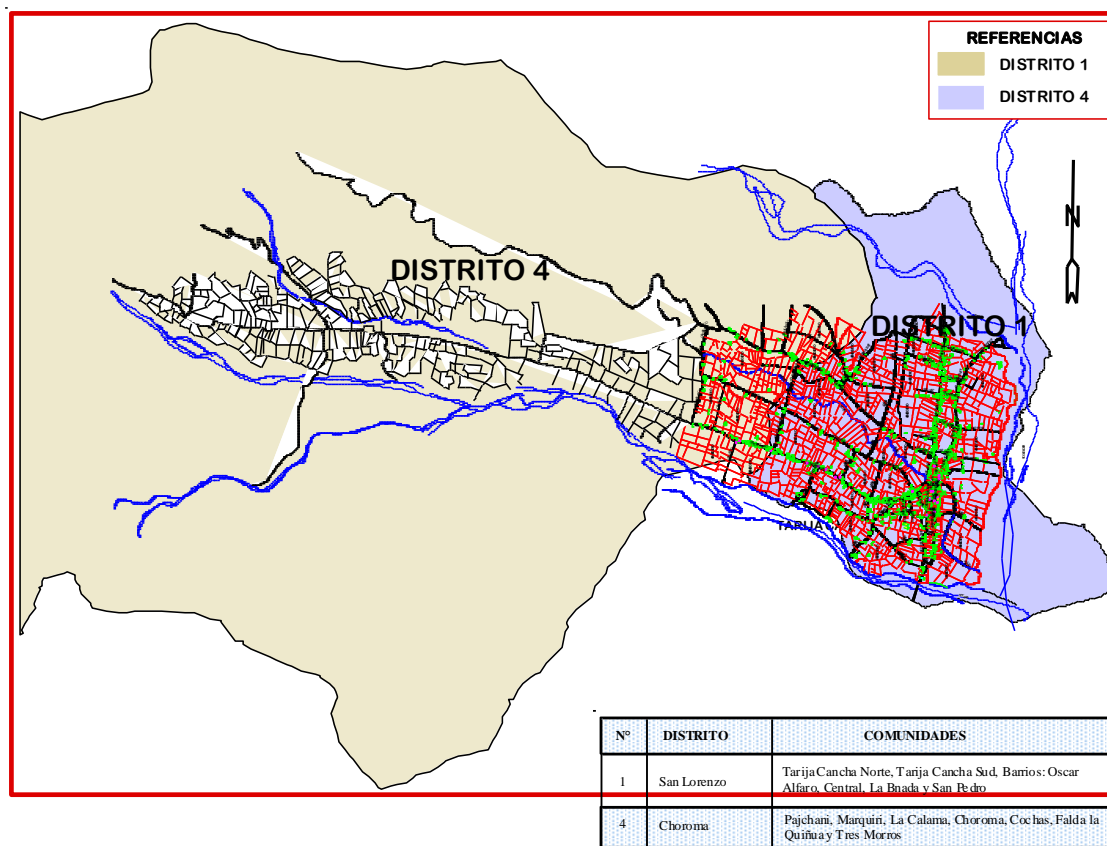 REFERENCIAS
DISTRITO 1
DISTRITO 4
N
DISTRITO 4
DISTRITO 1
N° DISTRITO COMUNIDADES
1 San Lorenzo Tarija Cancha Norte, Tarija Cancha Sud, Barrios: Oscar
Alfaro, Central, La Bnada y San Pedro
4 Choroma Pajchani, Marquiri, La Calama, Choroma, Cochas, Falda la
Quiñua y Tres Morros